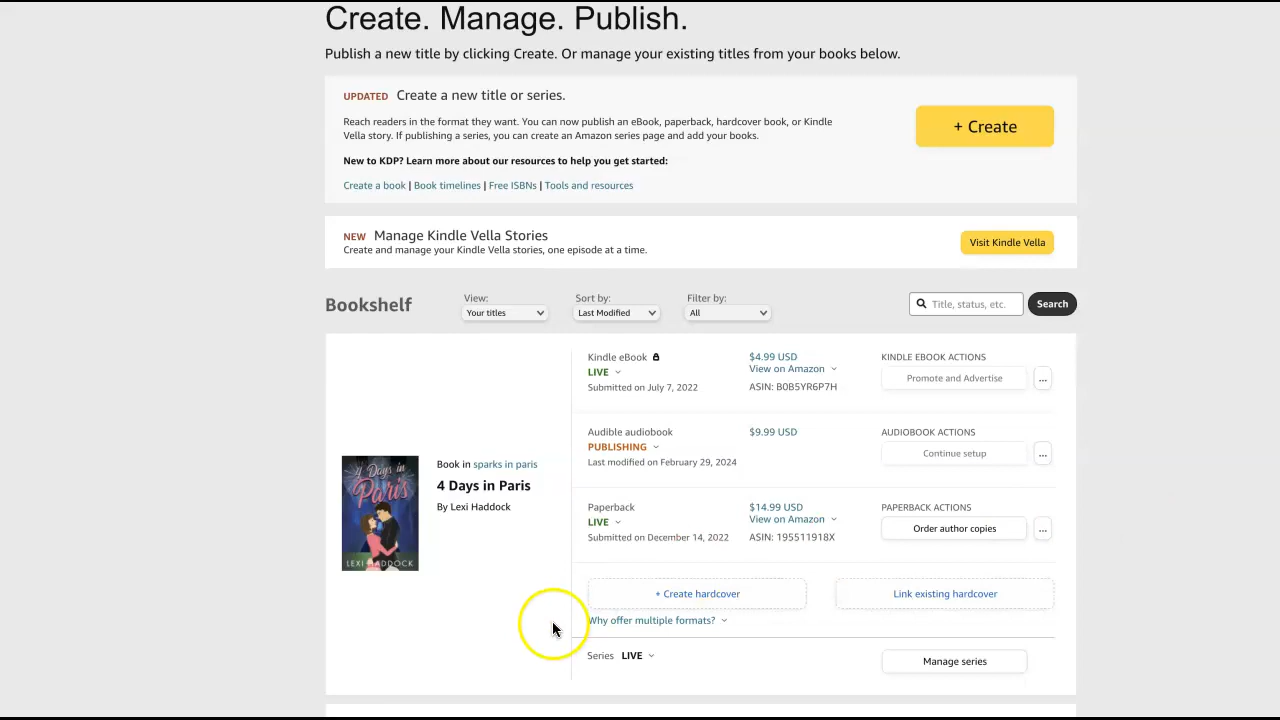 Create. Manage. Publish.
Publish a new title by clicking Create. Or manage your existing titles from your books below.
UPDATED Create a new title or series.
Reach readers in the format they want. You can now publish an eBook, paperback, hardcover book, or Kindle
Vella story. If publishing a series, you can create an Amazon series page and add your books.
New to KDP? Learn more about our resources to help you get started:
Create a book | Book timelines | Free ISBNs | Tools and resources
+ Create
NEW Manage Kindle Vella Stories
Create and manage your Kindle Vella stories, one episode at a time.
Visit Kindle Vella
Bookshelf
View:
Your titles
Sort by:
Last Modified
Filter by:
All
Title, status, etc.
Search
4 Days in
Paris
LEXI HADDOCK
Book in sparks in paris
4 Days in Paris
By Lexi Haddock
Kindle eBook
LIVE
Submitted on July 7, 2022
$4.99 USD
View on Amazon
ASIN: B0B5YR6P7H
KINDLE EBOOK ACTIONS
Promote and Advertise
...
Audible audiobook
PUBLISHING
Last modified on February 29, 2024
$9.99 USD
AUDIOBOOK ACTIONS
Continue setup
...
Paperback
LIVE
Submitted on December 14, 2022
$14.99 USD
View on Amazon
ASIN: 195511918X
PAPERBACK ACTIONS
Order author copies
...
+ Create hardcover
Link existing hardcover
Why offer multiple formats?
Series LIVE
Manage series